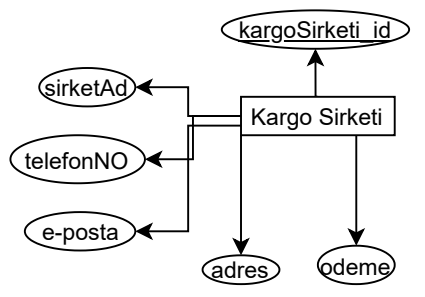 kargoSirketi_id
sirketAd
Kargo Sirketi
telefonNO
e-posta
adres
odeme